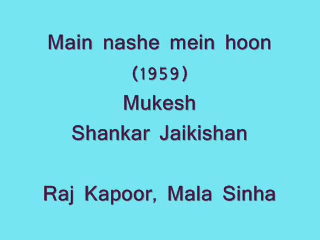 Main nashe mein hoon
(1959)
Mukesh
Shankar Jaikishan
Raj Kapoor, Mala Sinha